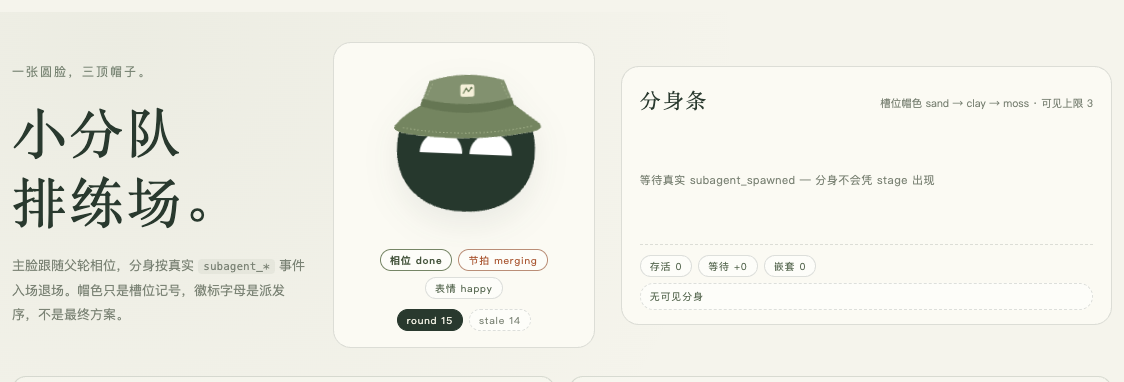 一张圆脸，三顶帽子。
小分队
排练场。
主脸跟随父轮相位，分身按真实 subagent_* 事件
入场退场。帽色只是槽位记号，徽标字母是派发
序，不是最终方案。
相位 done 节拍 merging
表情 happy
round 15 stale 14
分身条 槽位帽色 sand → clay → moss · 可见上限 3
等待真实 subagent_spawned — 分身不会凭 stage 出现
存活 0 等待 +0 嵌套 0
无可见分身